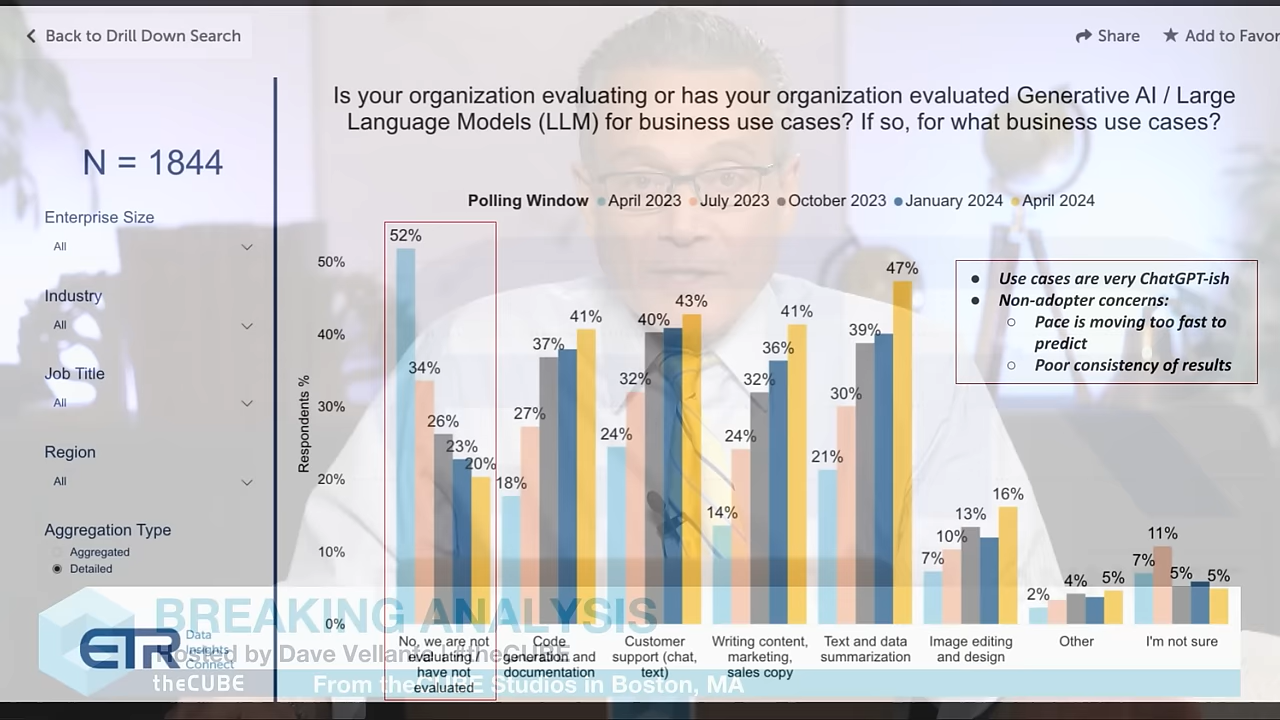 Back to Drill Down Search
Share
Add to Favor
Is your organization evaluating or has your organization evaluated Generative AI / Large
Language Models (LLM) for business use cases? If so, for what business use cases?
N = 1844
Enterprise Size
All
Industry
All
Job Title
All
Region
All
Aggregation Type
Aggregated
Detailed
Polling Window April 2023 July 2023 October 2023 January 2024 April 2024
Respondents %
50%
40%
30%
20%
10%
0%
52%
34%
26%
23%
20%
18%
27%
37%
41%
24%
32%
40%
43%
14%
24%
32%
36%
41%
21%
30%
39%
47%
7%
10%
13%
16%
2%
4%
5%
7%
11%
5%
5%
Use cases are very ChatGPT-ish
Non-adopter concerns:
Pace is moving too fast to
predict
Poor consistency of results
No, we are not
evaluating / 
have not
evaluated
Code
generation and
documentation
Customer
support (chat,
text)
Writing content,
marketing,
sales copy
Text and data
summarization
Image editing
and design
Other
I'm not sure
ETR
Data
Insights
Connect
BREAKING ANALYSIS
Hosted by Dave Vellante | #theCUBE
theCUBE
From theCUBE Studios in Boston, MA